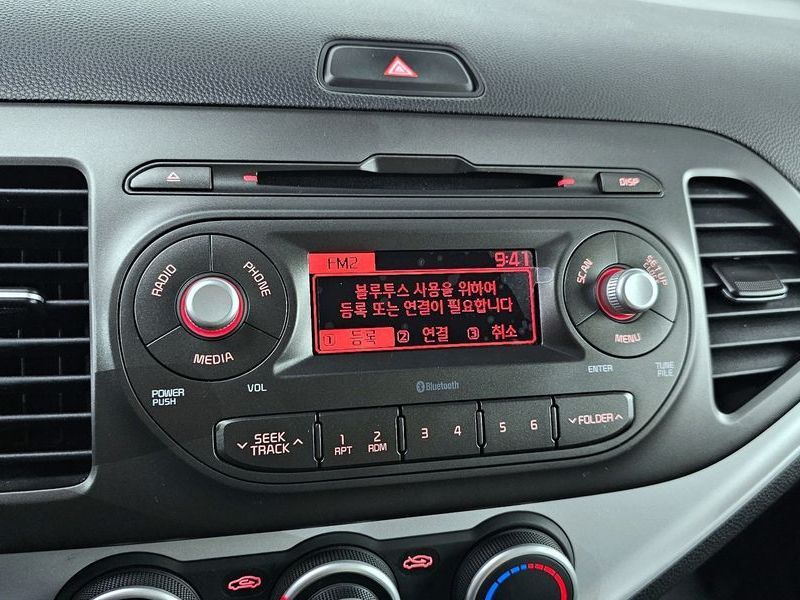 DISP
FM2 9:41
블루투스 사용을 위하여
등록 또는 연결이 필요합니다
1 등록 2 연결 3 취소
RADIO
PHONE
MEDIA
SCAN
SETUP
MENU
POWER
PUSH
VOL
Bluetooth
ENTER
TUNE
FILE
SEEK
TRACK
1
RPT
2
RDM
3
4
5
6
FOLDER